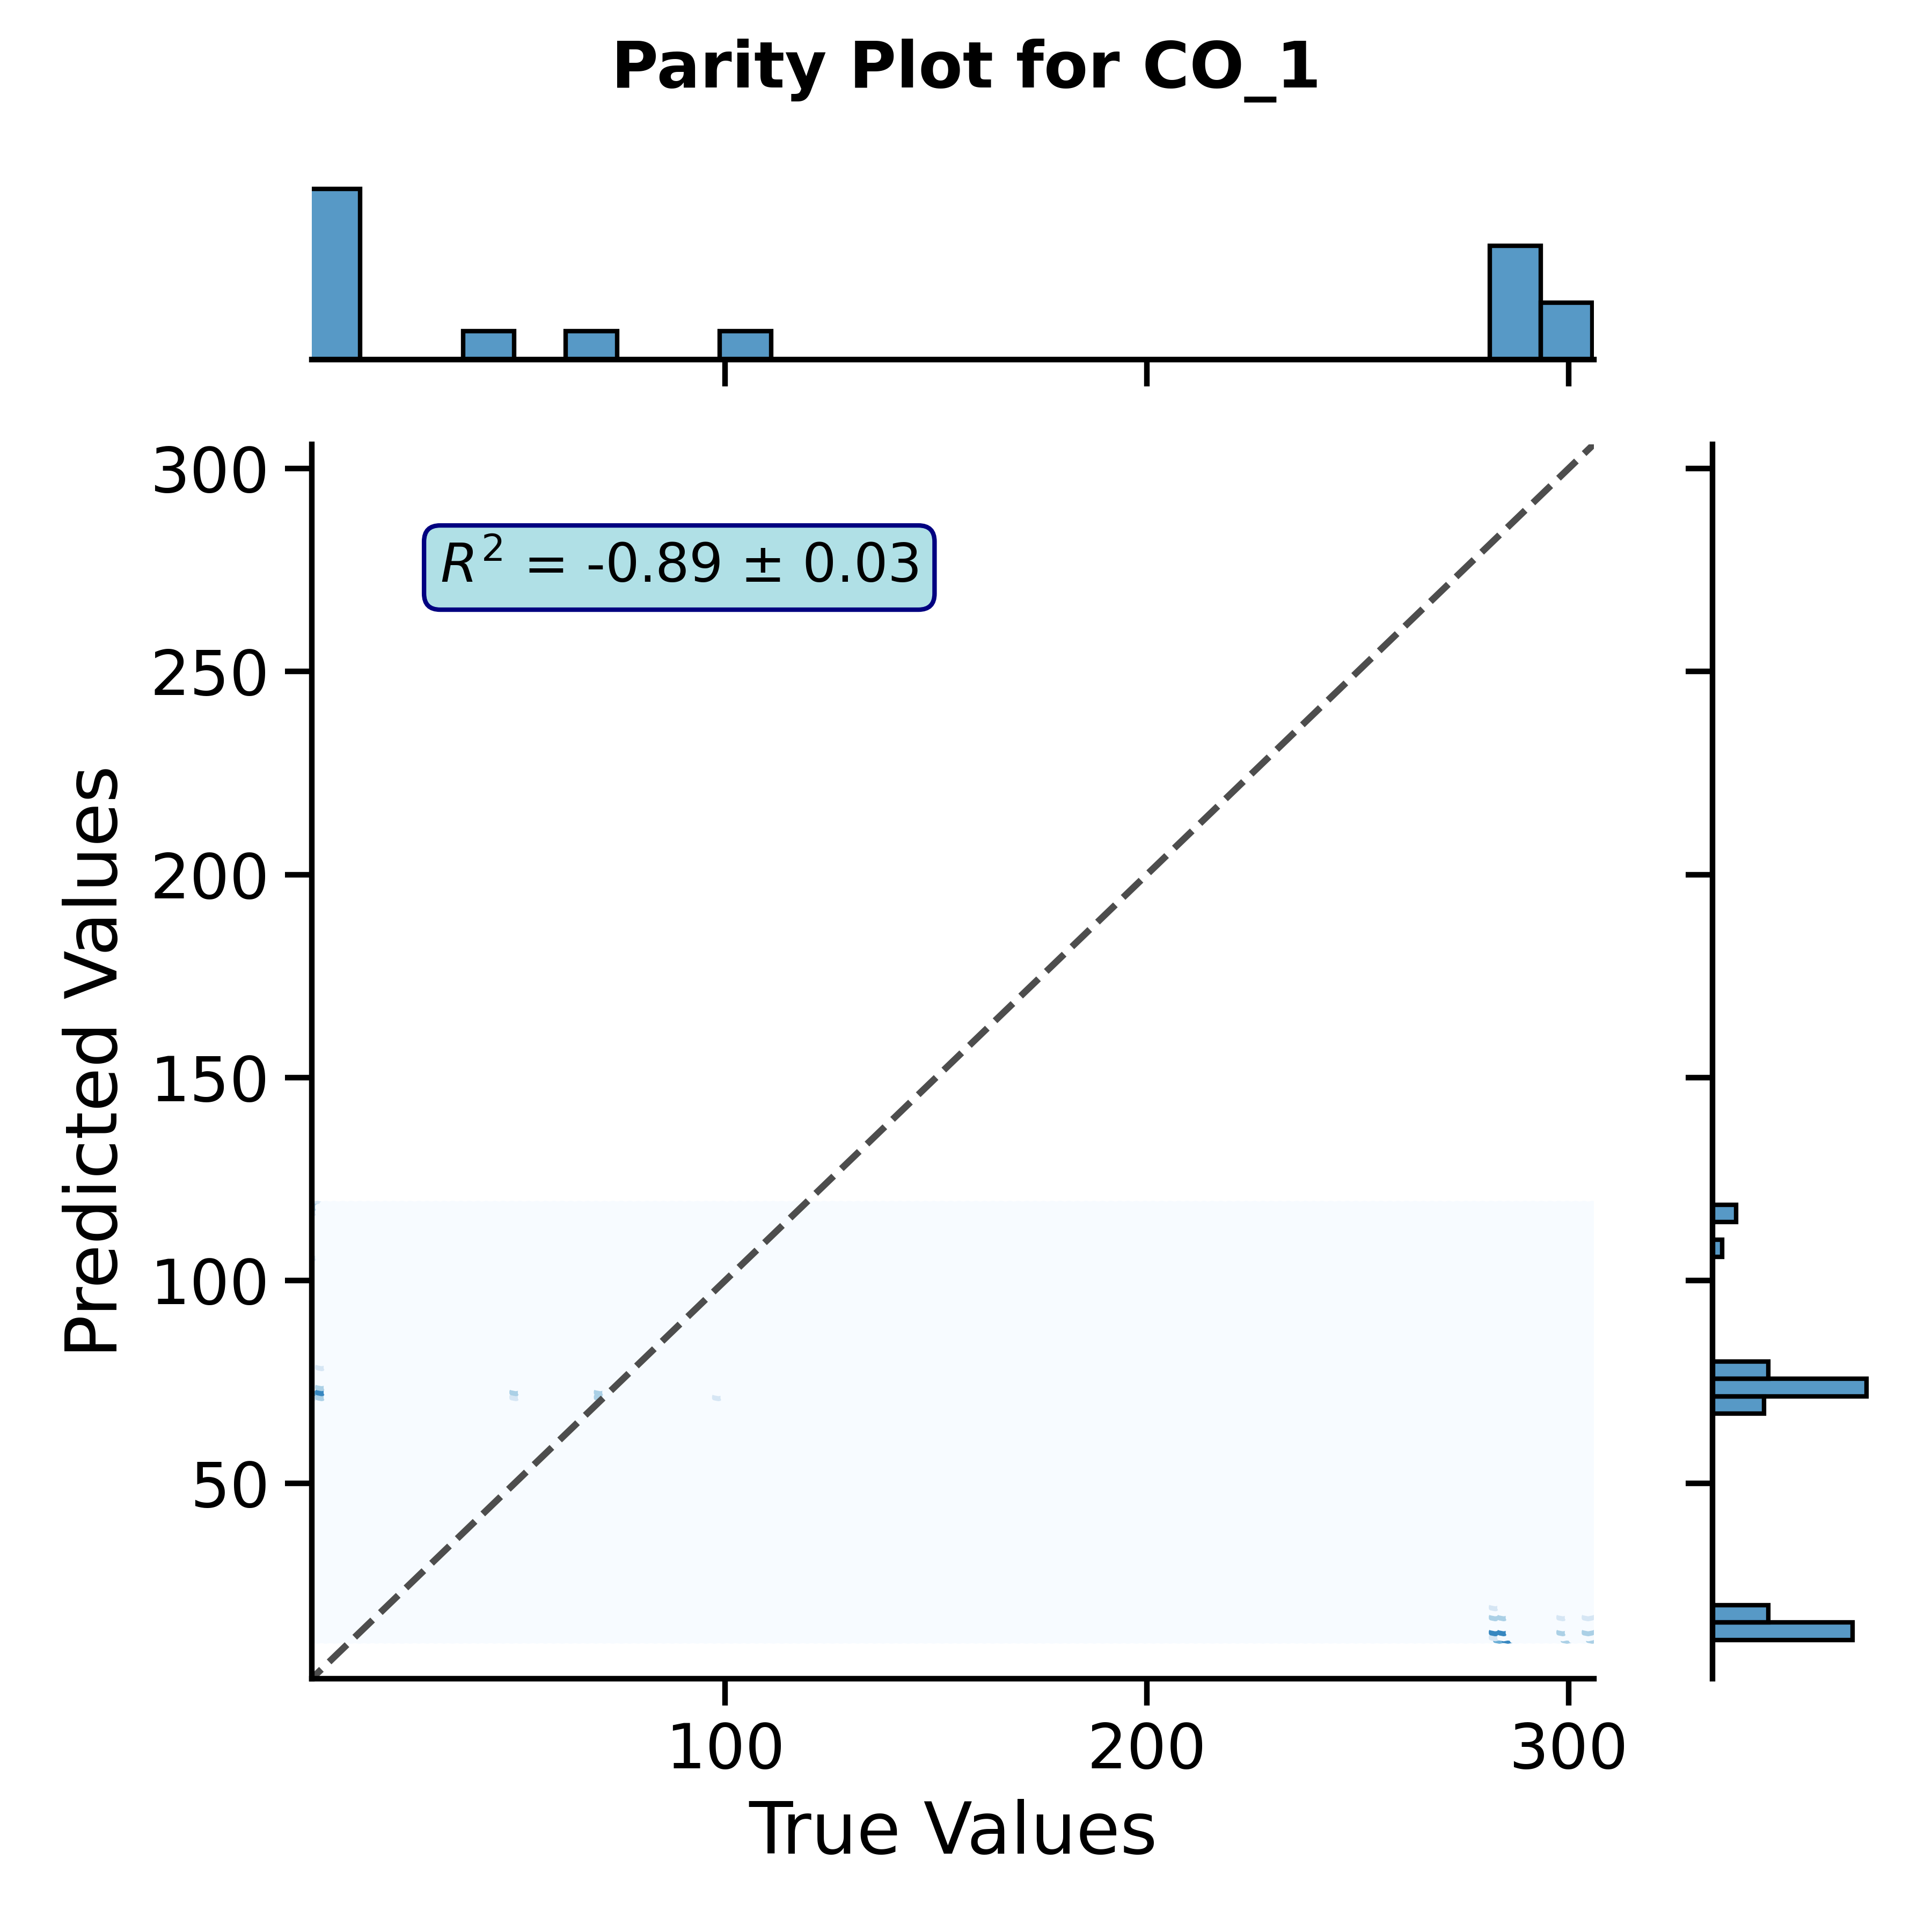 Parity Plot for CO_1
R² = -0.89 ± 0.03
300
250
200
150
100
50
Predicted Values
100 200 300
True Values